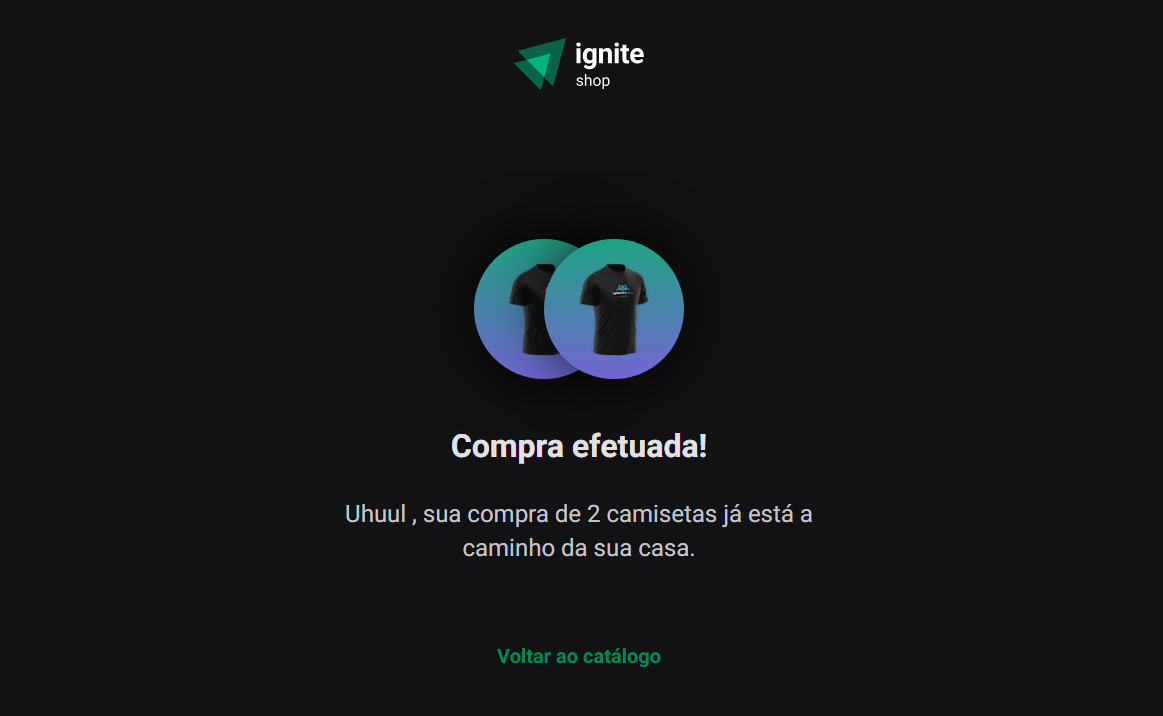 ignite
shop
Compra efetuada!
Uhuul , sua compra de 2 camisetas já está a
caminho da sua casa.
Voltar ao catálogo